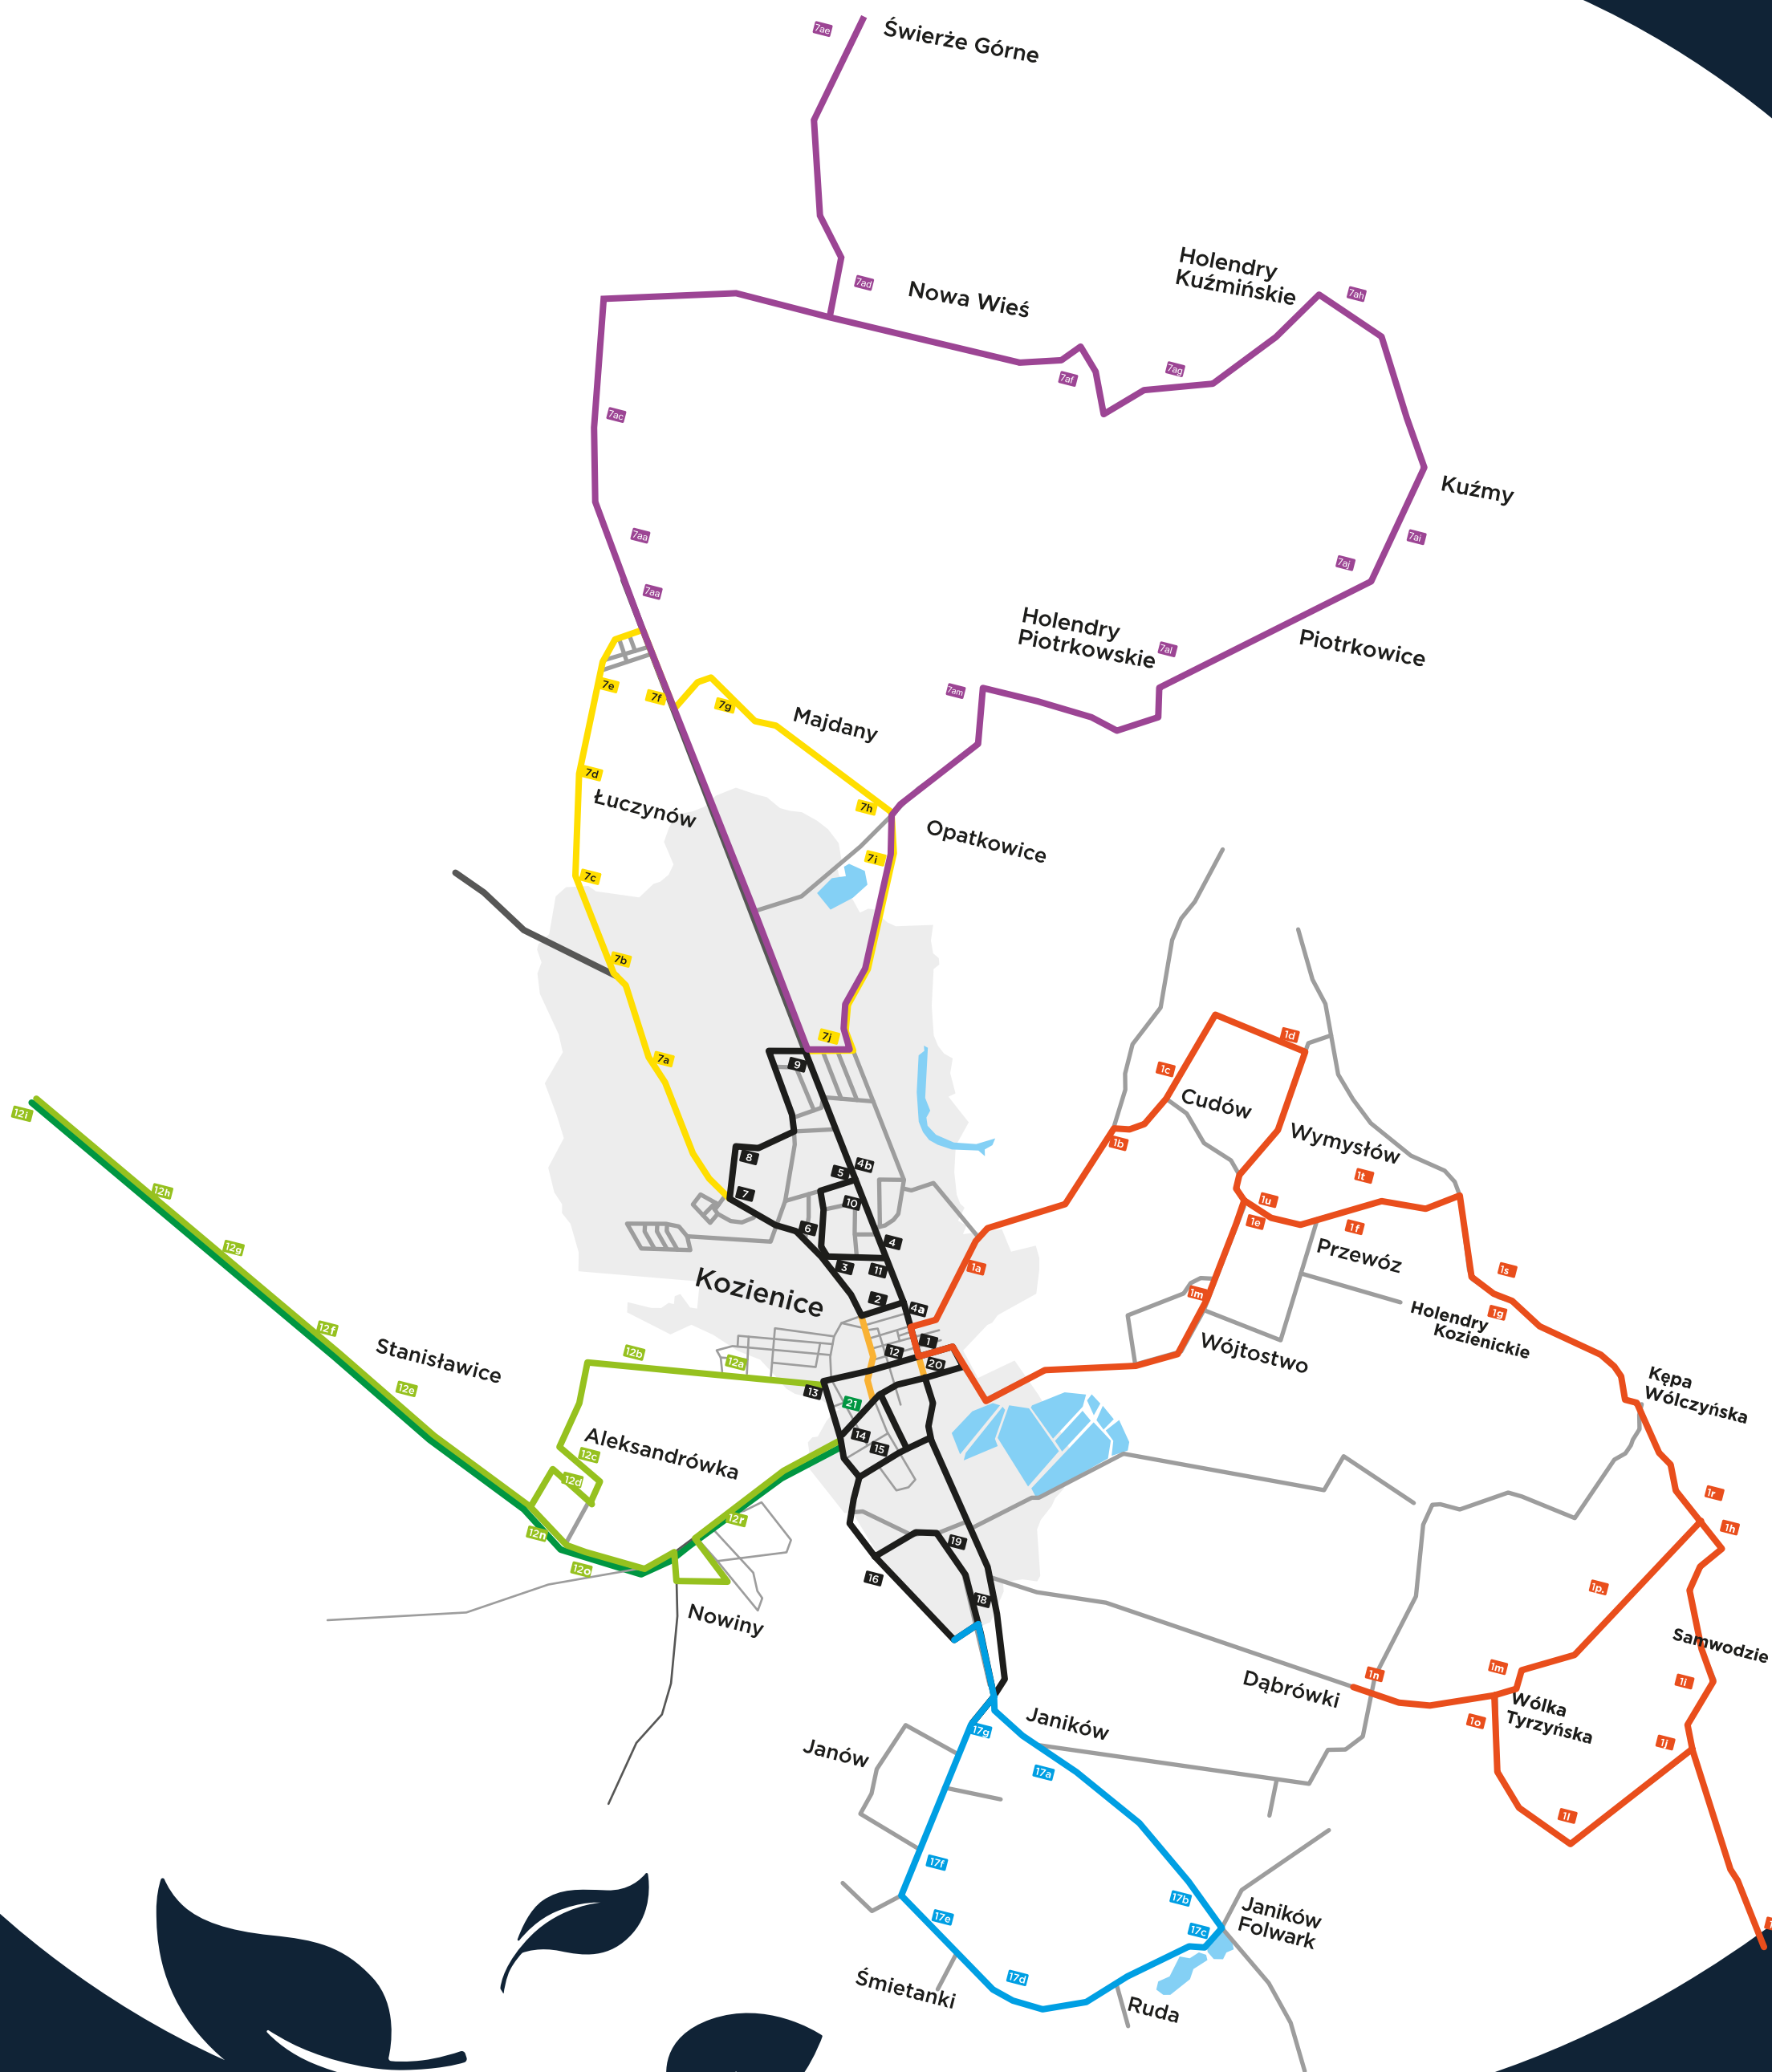 7ae
Świerże Górne
7ad
Nowa Wieś
Holendry
Kuźmińskie
7ah
7af
7ag
7ac
Kuźmy
7aa
7ai
7aj
7aa
Holendry
Piotrkowskie
7al
Piotrkowice
7e
7f
7g
7am
Majdany
7d
Łuczynów
7h
Opatkowice
7i
7c
7b
7j
7a
9
1d
1c
Cudów
12i
1b
Wymysłów
8
4b
5
1t
12h
7
10
1u
1e
6
1f
12g
4
Przewóz
3
11
1a
1s
Kozienice
2
4a
1m
1g
Holendry
Kozienickie
12f
1
Wójtostwo
Stanisławice
12b
12a
12
20
Kępa
Wólczyńska
12e
13
21
Aleksandrówka
14
15
12c
12d
1r
12r
12n
1h
19
12o
16
1p.
18
Nowiny
Samwodzie
1m
1n
Dąbrówki
1i
Wólka
Tyrzyńska
1o
Janików
17g
1j
Janów
17a
1l
17f
17b
Janików
Folwark
17e
17c
17d
Śmietanki
Ruda